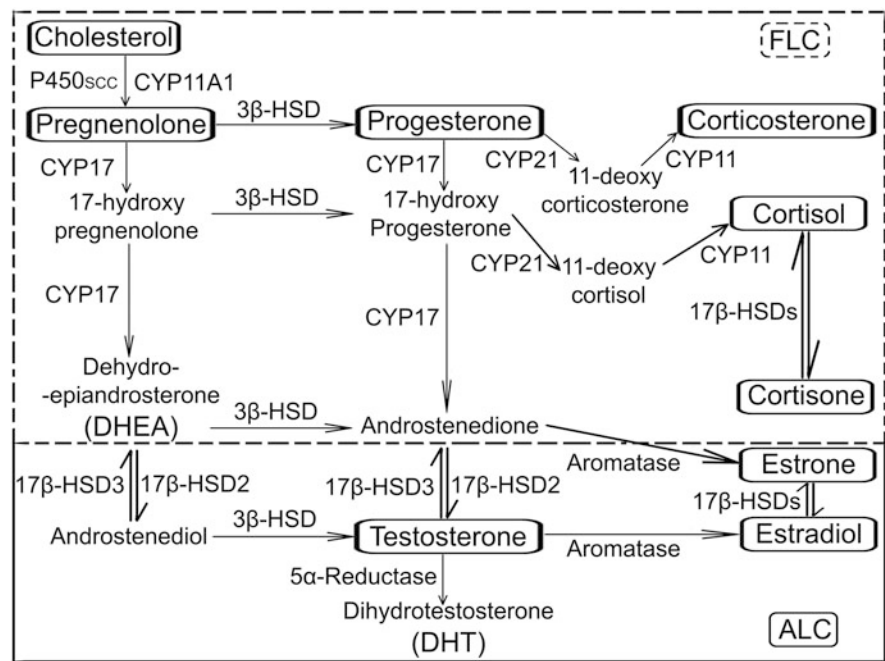 Cholesterol
FLC
P450SCC
CYP11A1
Pregnenolone
3β-HSD
Progesterone
Corticosterone
CYP17
CYP17
CYP21
CYP11
11-deoxy
corticosterone
17-hydroxy
pregnenolone
3β-HSD
17-hydroxy
Progesterone
Cortisol
CYP21
11-deoxy
cortisol
CYP11
CYP17
CYP17
17β-HSDs
Dehydro-
-epiandrosterone
(DHEA)
3β-HSD
Androstenedione
Cortisone
Aromatase
Estrone
17β-HSD3
17β-HSD2
17β-HSD3
17β-HSD2
17β-HSDs
Androstenediol
3β-HSD
Testosterone
Aromatase
Estradiol
5α-Reductase
Dihydrotestosterone
(DHT)
ALC